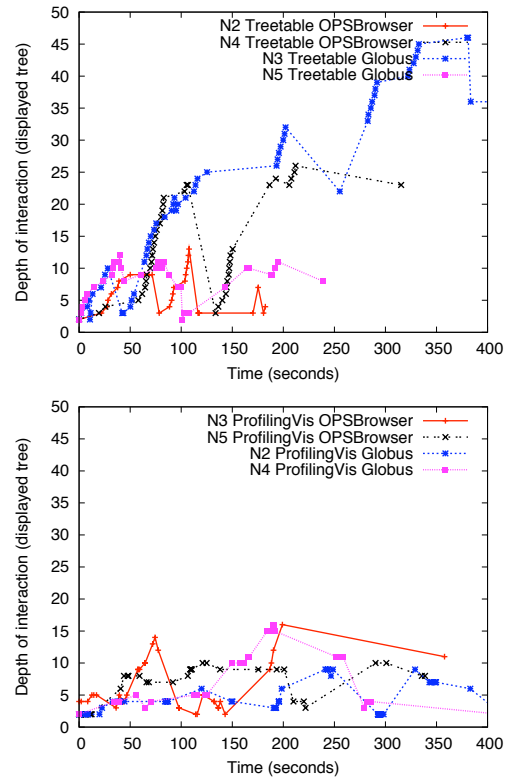 N2 Treetable OPSBrowser
N4 Treetable OPSBrowser
N3 Treetable Globus
N5 Treetable Globus
50
45
40
35
30
25
20
15
10
5
0
Depth of interaction (displayed tree)
0 50 100 150 200 250 300 350 400
Time (seconds)
N3 ProfilingVis OPSBrowser
N5 ProfilingVis OPSBrowser
N2 ProfilingVis Globus
N4 ProfilingVis Globus
50
45
40
35
30
25
20
15
10
5
0
Depth of interaction (displayed tree)
0 50 100 150 200 250 300 350 400
Time (seconds)